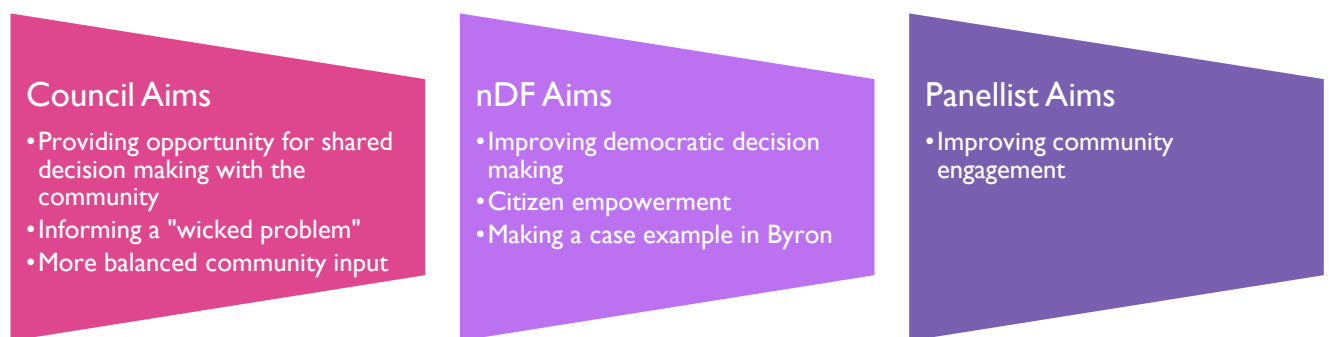 Council Aims
•Providing opportunity for shared
decision making with the
community
•Informing a "wicked problem"
•More balanced community input
nDF Aims
•Improving democratic decision
making
•Citizen empowerment
•Making a case example in Byron
Panellist Aims
•Improving community
engagement